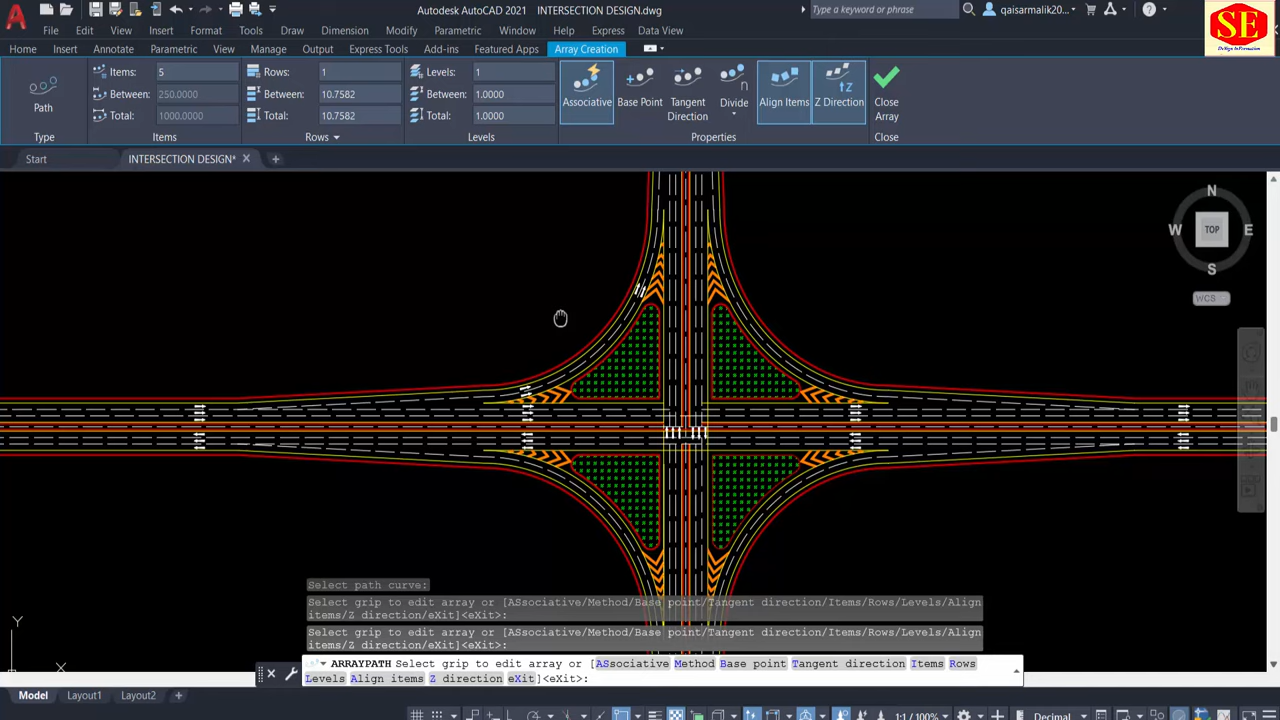 Autodesk AutoCAD 2021 INTERSECTION DESIGN.dwg
Type a keyword or phrase
qaisarmalik20...
File Edit View Insert Format Tools Draw Dimension Modify Parametric Window Help Express Data View
Home Insert Annotate Parametric View Manage Output Express Tools Add-ins Featured Apps Array Creation
SE
DeSign InFormation
Items: 5 Rows: 1 Levels: 1
Between: 250.0000 Between: 10.7582 Between: 1.0000
Total: 1000.0000 Total: 10.7582 Total: 1.0000
Path Associative Base Point Tangent Direction Divide Align Items Z Direction Close Array
Type Items Rows Levels Properties Close
Start INTERSECTION DESIGN*
N
W TOP E
S
WCS
Select path curve:
Select grip to edit array or [ASsociative/Method/Base point/Tangent direction/Items/Rows/Levels/Align
items/Z direction/eXit]<eXit>:
Select grip to edit array or [ASsociative/Method/Base point/Tangent direction/Items/Rows/Levels/Align
items/Z direction/eXit]<eXit>:
ARRAYPATH Select grip to edit array or [ASsociative Method Base point Tangent direction Items Rows
Levels Align items Z direction eXit]<eXit>:
Y
X
Model Layout1 Layout2
1:1 / 100% Decimal